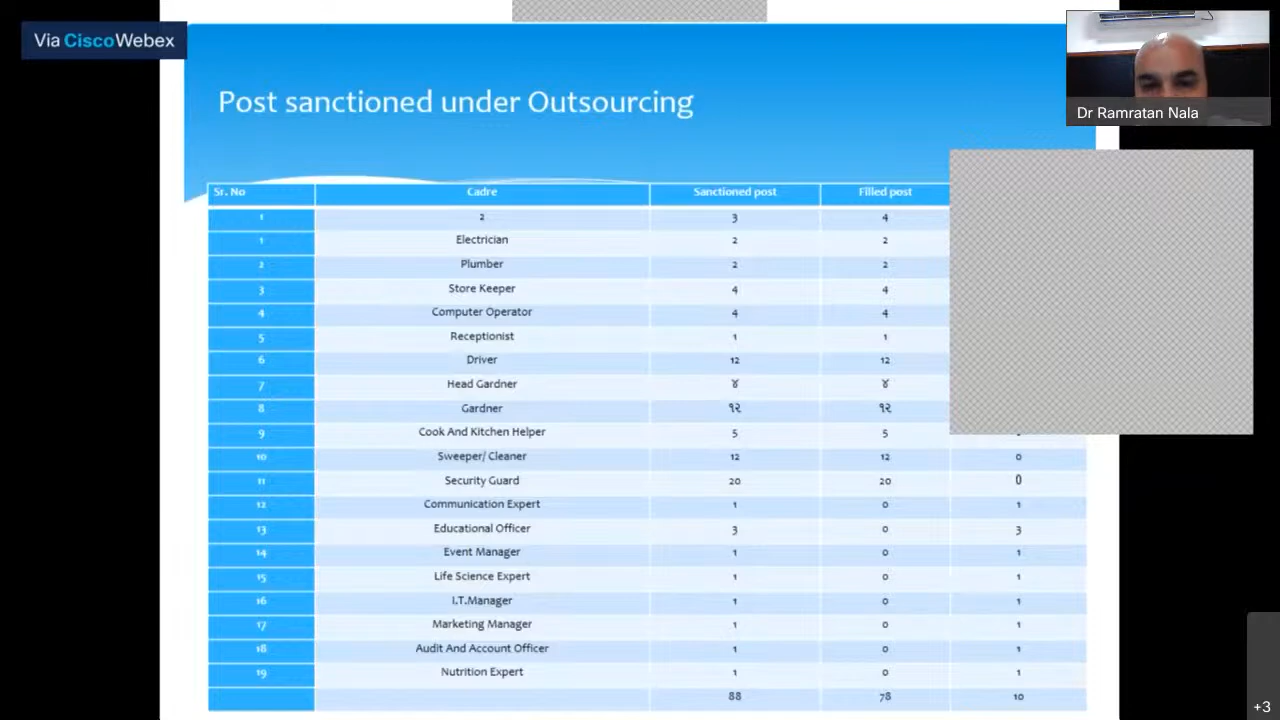 Via CiscoWebex
Dr Ramratan Nala
Post sanctioned under Outsourcing
Sr. No Cadre Sanctioned post Filled post
1 2 3 4
1 Electrician 2 2
2 Plumber 2 2
3 Store Keeper 4 4
4 Computer Operator 4 4
5 Receptionist 1 1
6 Driver 12 12
7 Head Gardner ४ ४
8 Gardner १२ १२
9 Cook And Kitchen Helper 5 5
10 Sweeper/ Cleaner 12 12 0
11 Security Guard 20 20 0
12 Communication Expert 1 0 1
13 Educational Officer 3 0 3
14 Event Manager 1 0 1
15 Life Science Expert 1 0 1
16 I.T.Manager 1 0 1
17 Marketing Manager 1 0 1
18 Audit And Account Officer 1 0 1
19 Nutrition Expert 1 0 1
88 78 10
+3